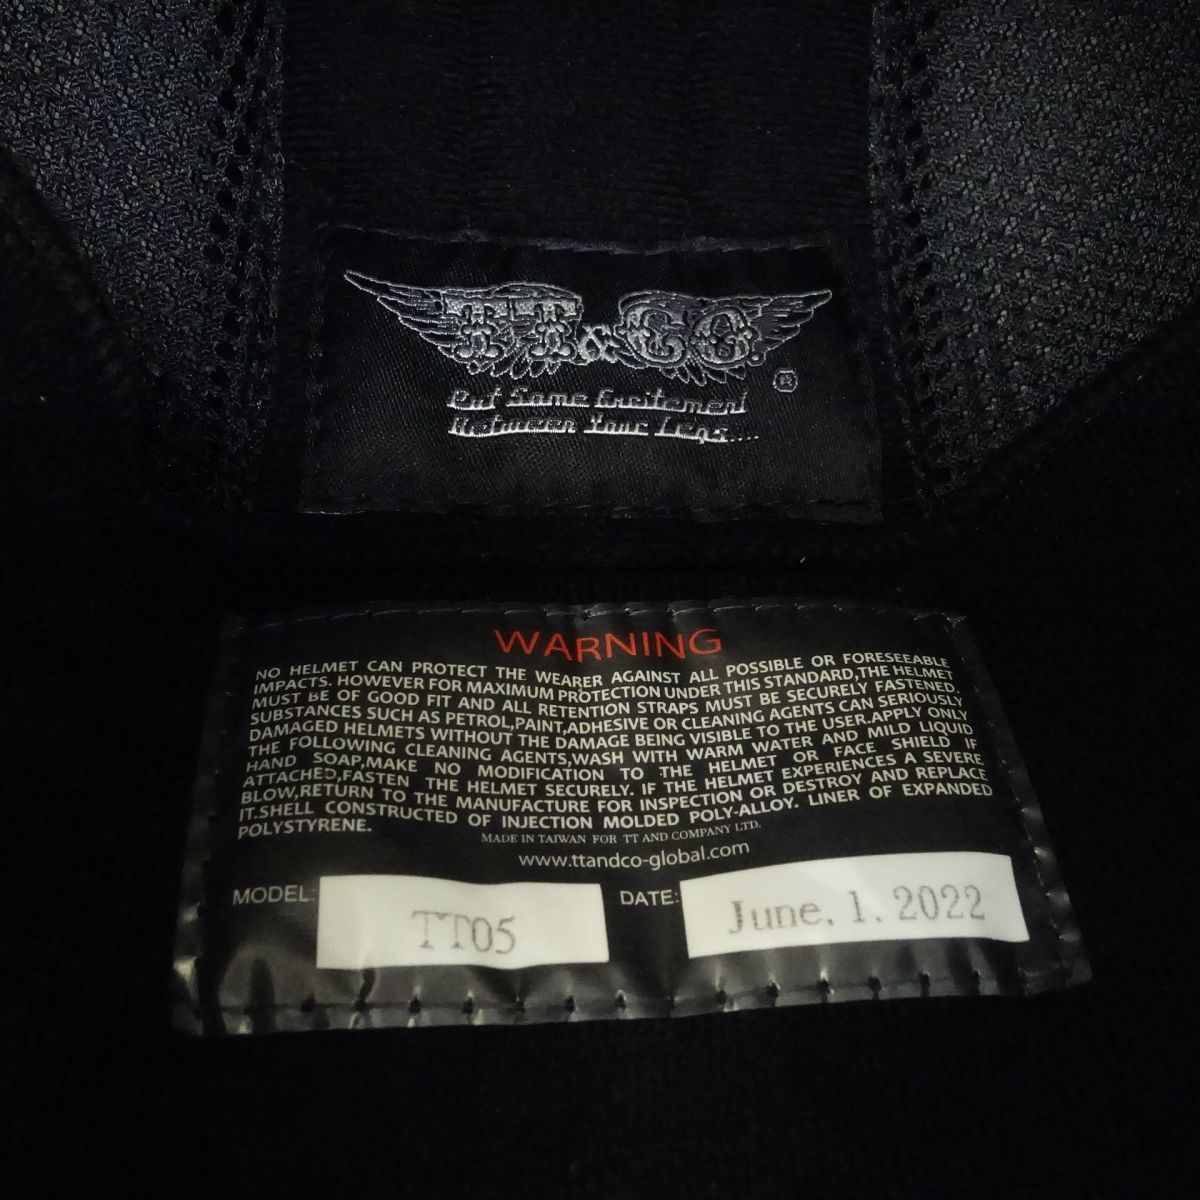 TT&CO.
®
Put Some Excitement
Between Your Legs....
WARNING
NO HELMET CAN PROTECT THE WEARER AGAINST ALL POSSIBLE OR FORESEEABLE
IMPACTS. HOWEVER FOR MAXIMUM PROTECTION UNDER THIS STANDARD,THE HELMET
MUST BE OF GOOD FIT AND ALL RETENTION STRAPS MUST BE SECURELY FASTENED.
SUBSTANCES SUCH AS PETROL,PAINT,ADHESIVE OR CLEANING AGENTS CAN SERIOUSLY
DAMAGED HELMETS WITHOUT THE DAMAGE BEING VISIBLE TO THE USER.APPLY ONLY
THE FOLLOWING CLEANING AGENTS,WASH WITH WARM WATER AND MILD LIQUID
HAND SOAP,MAKE NO MODIFICATION TO THE HELMET OR FACE SHIELD IF
ATTACHED,FASTEN THE HELMET SECURELY. IF THE HELMET EXPERIENCES A SEVERE
BLOW,RETURN TO THE MANUFACTURE FOR INSPECTION OR DESTROY AND REPLACE
IT.SHELL CONSTRUCTED OF INJECTION MOLDED POLY-ALLOY. LINER OF EXPANDED
POLYSTYRENE.
MADE IN TAIWAN FOR TT AND COMPANY LTD.
www.ttandco-global.com
MODEL: TT05 DATE: June. 1. 2022